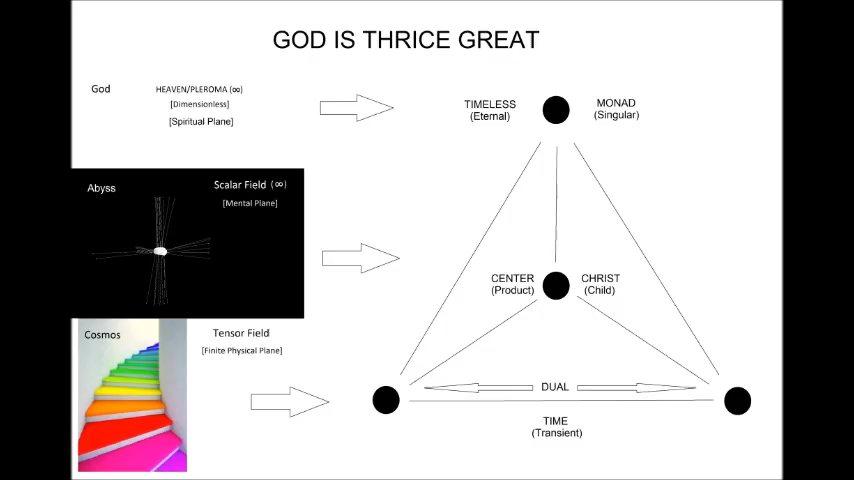 GOD IS THRICE GREAT
God
HEAVEN/PLEROMA (∞)
[Dimensionless]
[Spiritual Plane]
TIMELESS
(Eternal)
MONAD
(Singular)
Abyss
Scalar Field (∞)
[Mental Plane]
CENTER
(Product)
CHRIST
(Child)
Cosmos
Tensor Field
[Finite Physical Plane]
DUAL
TIME
(Transient)